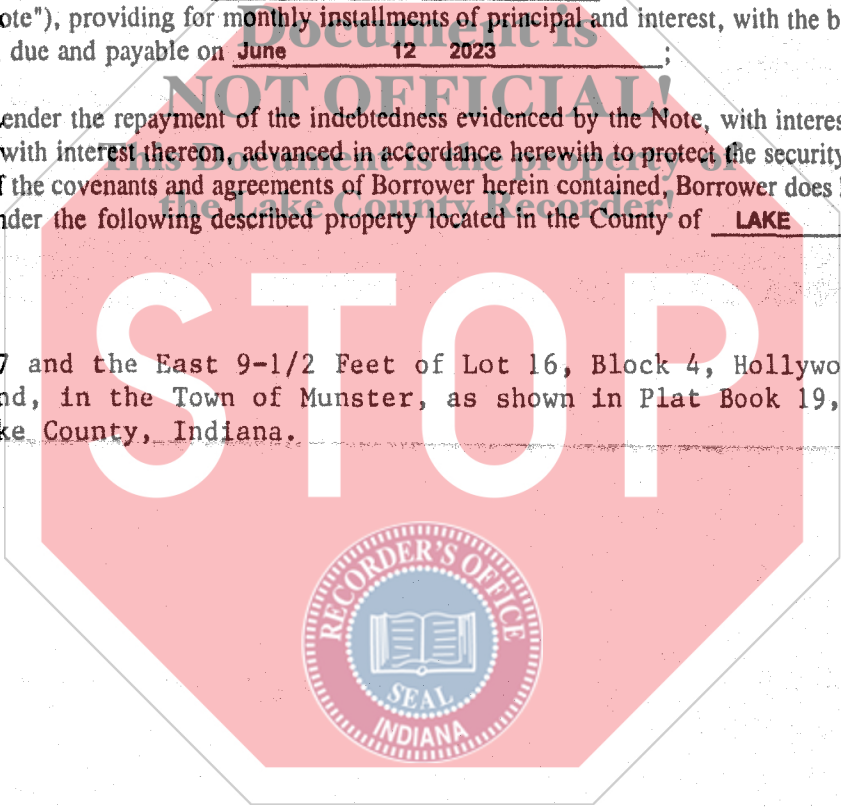 ote"), providing for monthly installments of principal and interest, with the b
Document is
due and payable on June 12 2023 ;
NOT OFFICIAL!
ender the repayment of the indebtedness evidenced by the Note, with interes
This Document is the property of
with interest thereon, advanced in accordance herewith to protect the security
f the covenants and agreements of Borrower herein contained, Borrower does
the Lake County Recorder!
nder the following described property located in the County of LAKE
STOP
7 and the East 9-1/2 Feet of Lot 16, Block 4, Hollywo
nd, in the Town of Munster, as shown in Plat Book 19,
ke County, Indiana.
RECORDER'S OFFICE
SEAL
INDIANA